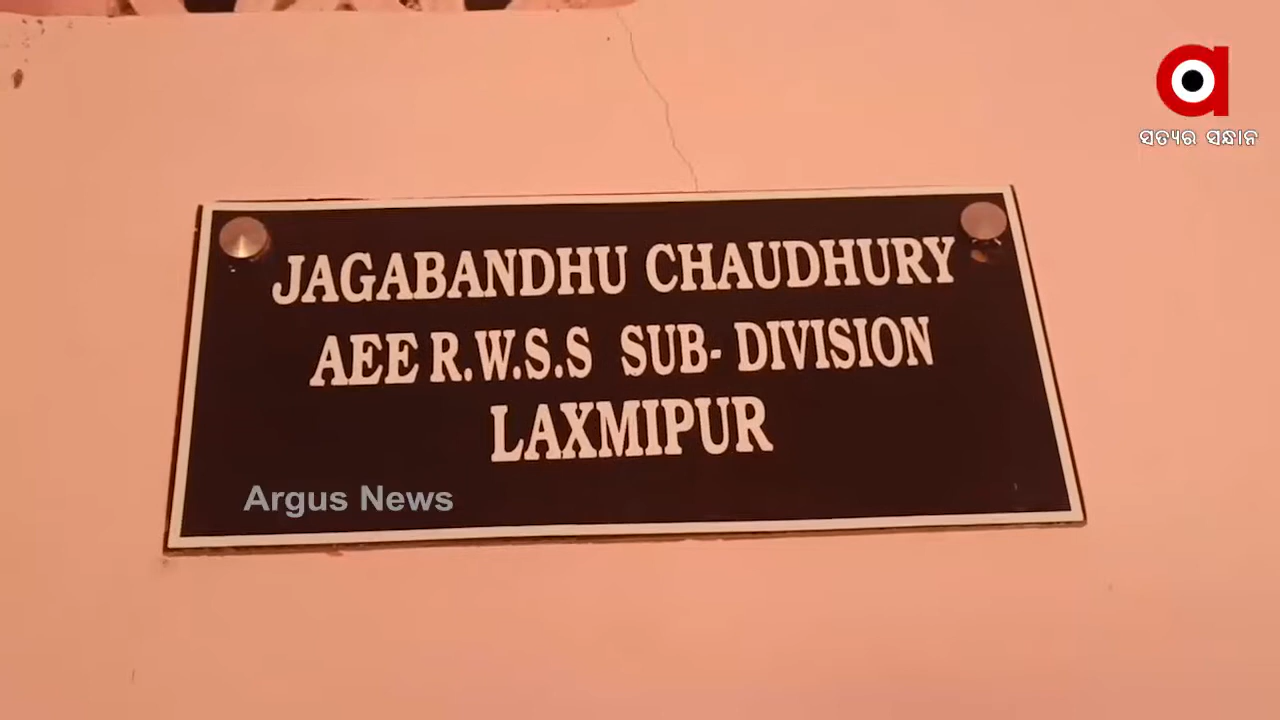 ସତ୍ୟର ସନ୍ଧାନ
JAGABANDHU CHAUDHURY
AEE R.W.S.S SUB- DIVISION
LAXMIPUR
Argus News